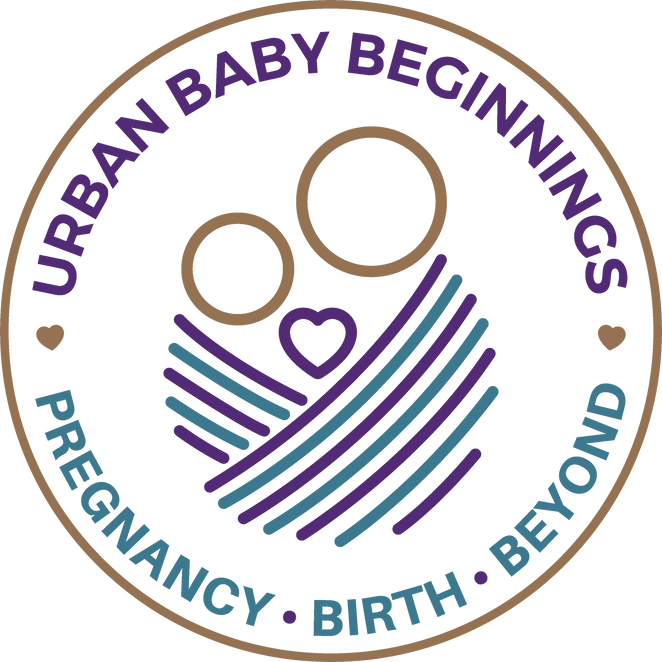 URBAN BABY BEGINNINGS
PREGNANCY • BIRTH • BEYOND